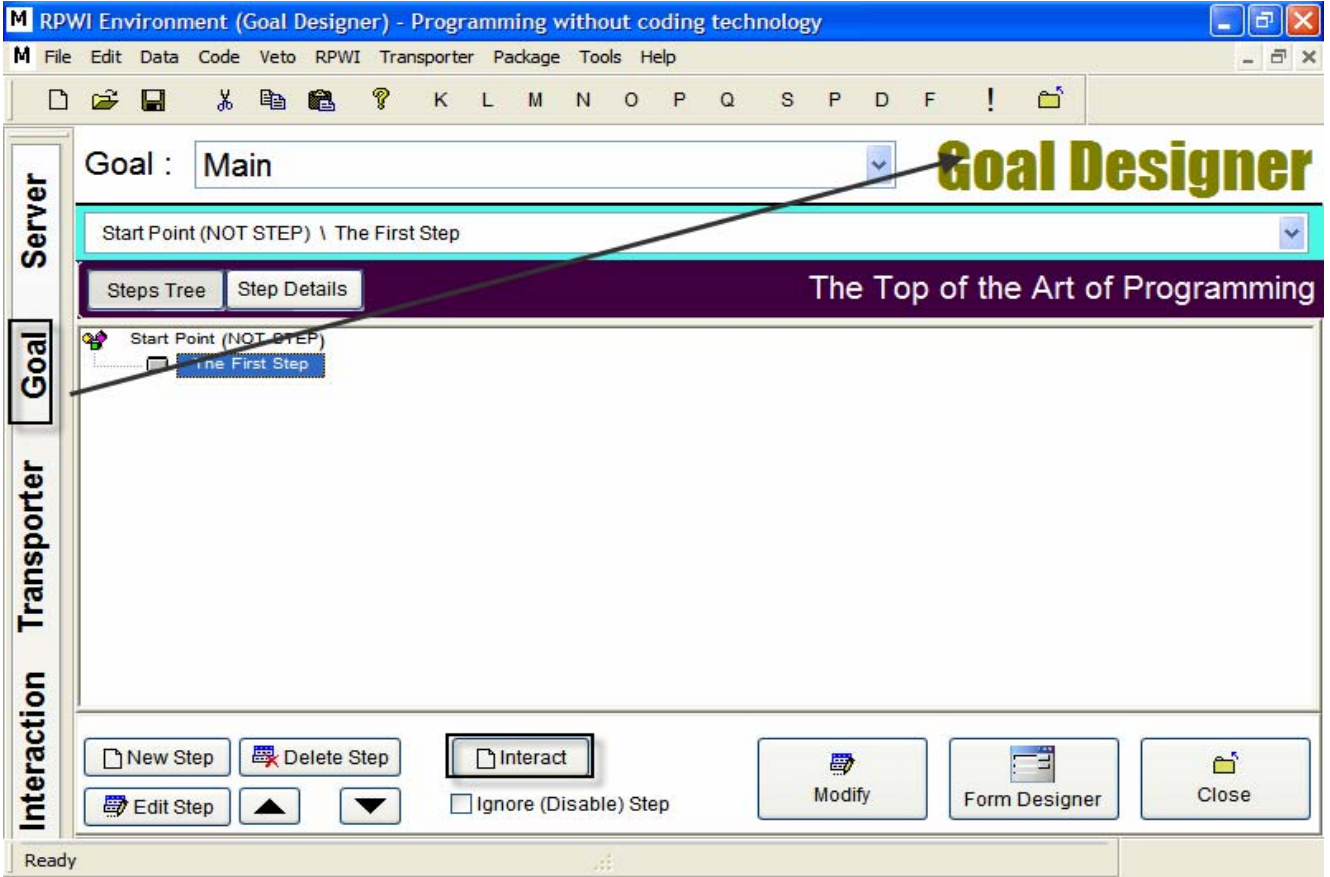 M RPWI Environment (Goal Designer) - Programming without coding technology
M File Edit Data Code Veto RPWI Transporter Package Tools Help
K L M N O P Q S P D F !
Goal : Main
Goal Designer
Start Point (NOT STEP) \ The First Step
Steps Tree Step Details The Top of the Art of Programming
Server
Goal
Transporter
Interaction
Start Point (NOT STEP)
The First Step
New Step Delete Step Interact
Edit Step Ignore (Disable) Step
Modify Form Designer Close
Ready